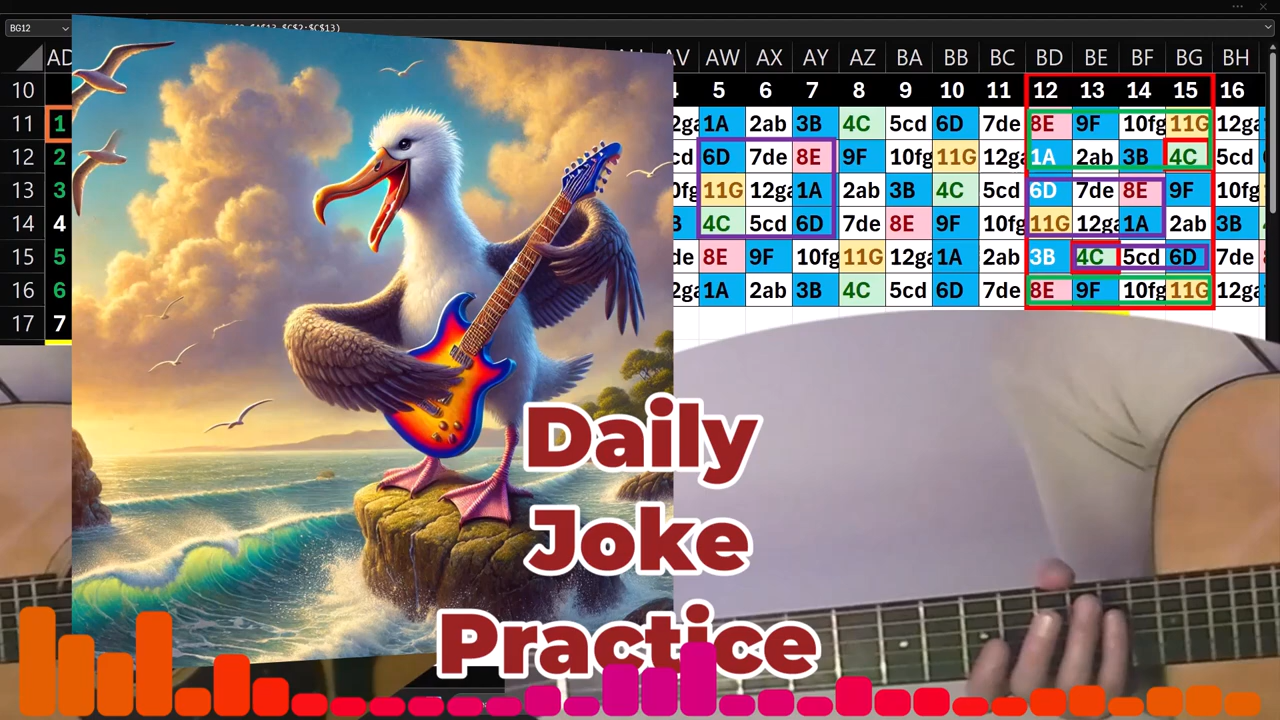 BG12
$C$2:$C$13)
AD AV AW AX AY AZ BA BB BC BD BE BF BG BH
10 5 6 7 8 9 10 11 12 13 14 15 16
11 1 1A 2ab 3B 4C 5cd 6D 7de 8E 9F 10fg 11G 12ga
12 2 6D 7de 8E 9F 10fg 11G 12ga 1A 2ab 3B 4C 5cd
13 3 11G 12ga 1A 2ab 3B 4C 5cd 6D 7de 8E 9F 10fg
14 4 4C 5cd 6D 7de 8E 9F 10fg 11G 12ga 1A 2ab 3B
15 5 8E 9F 10fg 11G 12ga 1A 2ab 3B 4C 5cd 6D 7de
16 6 1A 2ab 3B 4C 5cd 6D 7de 8E 9F 10fg 11G 12ga
17 7
Daily
Joke
Practice